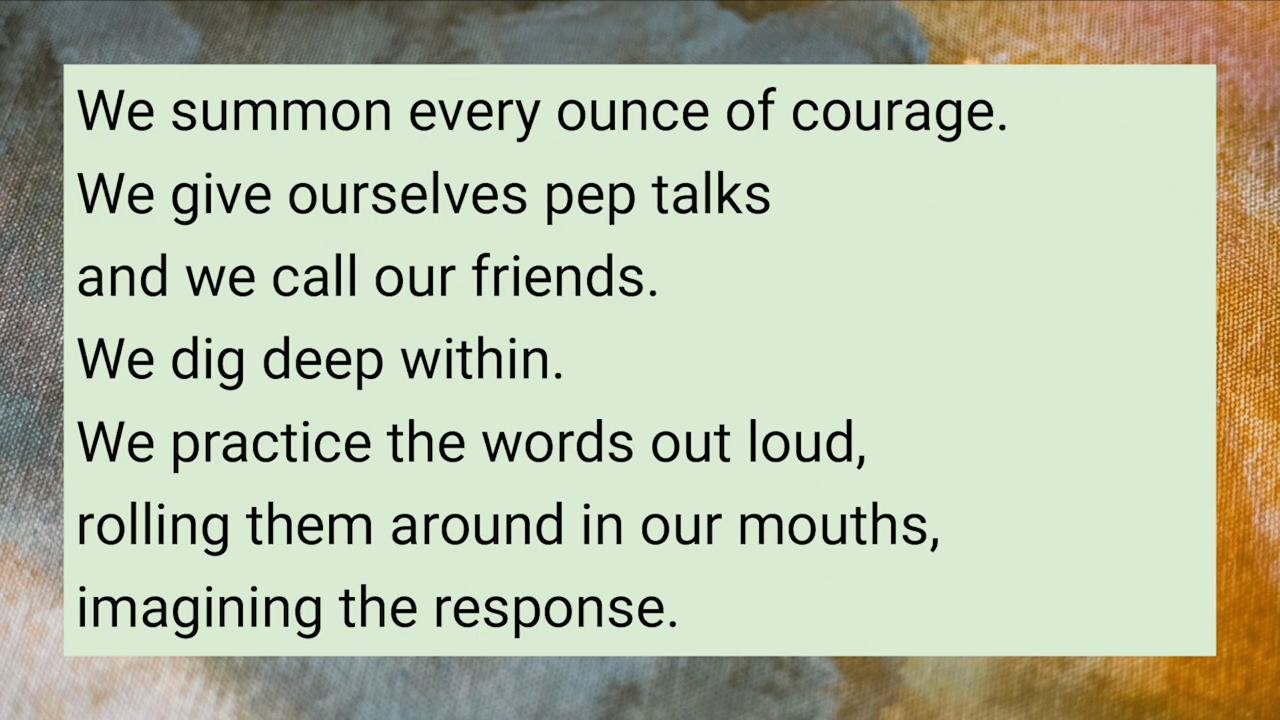 We summon every ounce of courage.
We give ourselves pep talks
and we call our friends.
We dig deep within.
We practice the words out loud,
rolling them around in our mouths,
imagining the response.